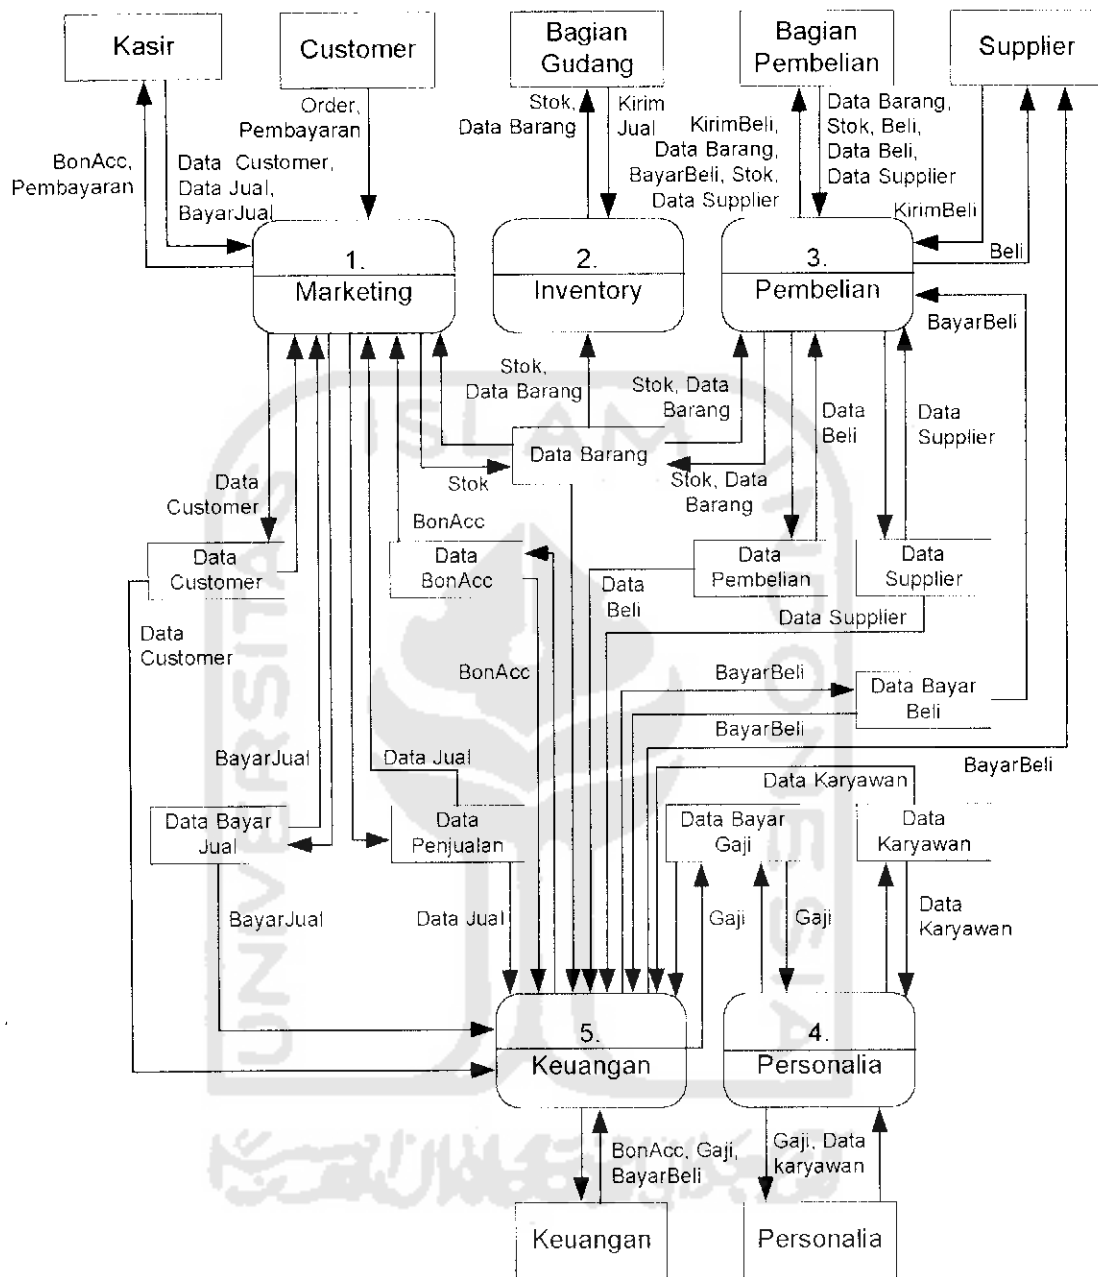 Kasir
Customer
Bagian
Gudang
Bagian
Pembelian
Supplier
BonAcc,
Pembayaran
Data Customer,
Data Jual,
BayarJual
Order,
Pembayaran
Stok,
Data Barang
Kirim
Jual
KirimBeli,
Data Barang,
BayarBeli, Stok,
Data Supplier
Data Barang,
Stok, Beli,
Data Beli,
Data Supplier
KirimBeli
Beli
1.
Marketing
2.
Inventory
3.
Pembelian
BayarBeli
Stok,
Data Barang
Stok, Data
Barang
Data
Beli
Data
Supplier
Data Barang
Stok
Stok, Data
Barang
Data
Customer
BonAcc
Data
Customer
Data
BonAcc
Data
Pembelian
Data
Supplier
Data
Beli
Data Supplier
Data
Customer
BonAcc
BayarBeli
Data Bayar
Beli
BayarBeli
BayarJual
Data Jual
BayarBeli
Data Karyawan
Data Bayar
Jual
Data
Penjualan
Data Bayar
Gaji
Data
Karyawan
BayarJual
Data Jual
Gaji
Gaji
Data
Karyawan
5.
Keuangan
4.
Personalia
BonAcc, Gaji,
BayarBeli
Gaji, Data
karyawan
Keuangan
Personalia
UNIVERSITAS
ISLAM
INDONESIA